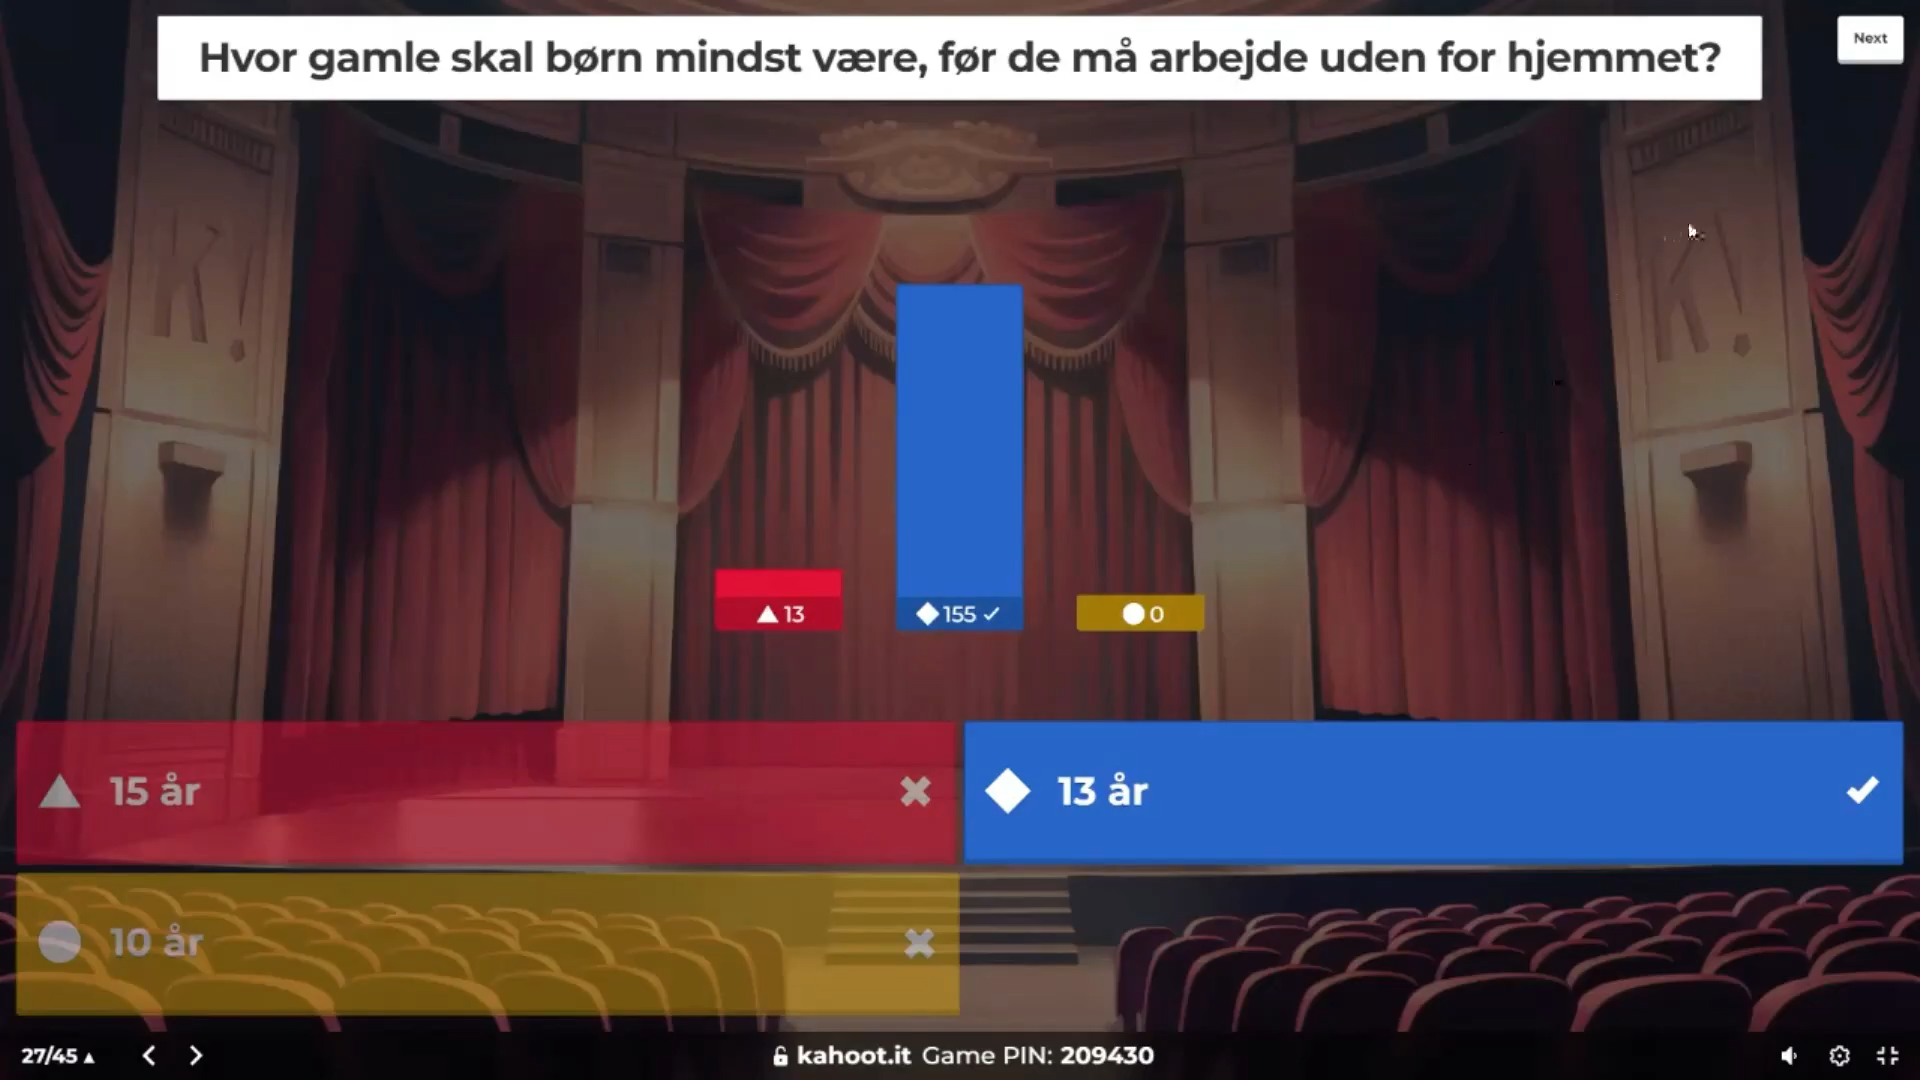 Hvor gamle skal børn mindst være, før de må arbejde uden for hjemmet?
Next
K!
K!
13
155
0
15 år
13 år
10 år
27/45
kahoot.it Game PIN: 209430